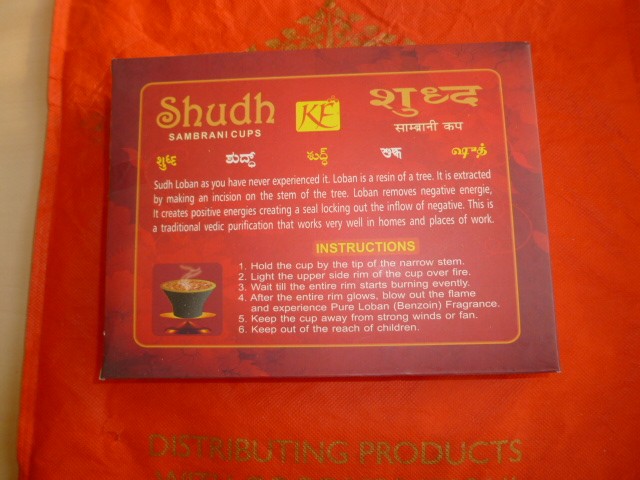 Shudh
SAMBRANI CUPS
KE
शुध्द
साम्ब्रानी कप
ಶುದ್ಧ್
శుద్ధ్
શુદ્ધ
Sudh Loban as you have never experienced it. Loban is a resin of a tree. It is extracted
by making an incision on the stem of the tree. Loban removes negative energie,
It creates positive energies creating a seal locking out the inflow of negative. This is
a traditional vedic purification that works very well in homes and places of work.
INSTRUCTIONS
1. Hold the cup by the tip of the narrow stem.
2. Light the upper side rim of the cup over fire.
3. Wait till the entire rim starts burning evently.
4. After the entire rim glows, blow out the flame
and experience Pure Loban (Benzoin) Fragrance.
5. Keep the cup away from strong winds or fan.
6. Keep out of the reach of children.
DISTRIBUTING PRODUCTS